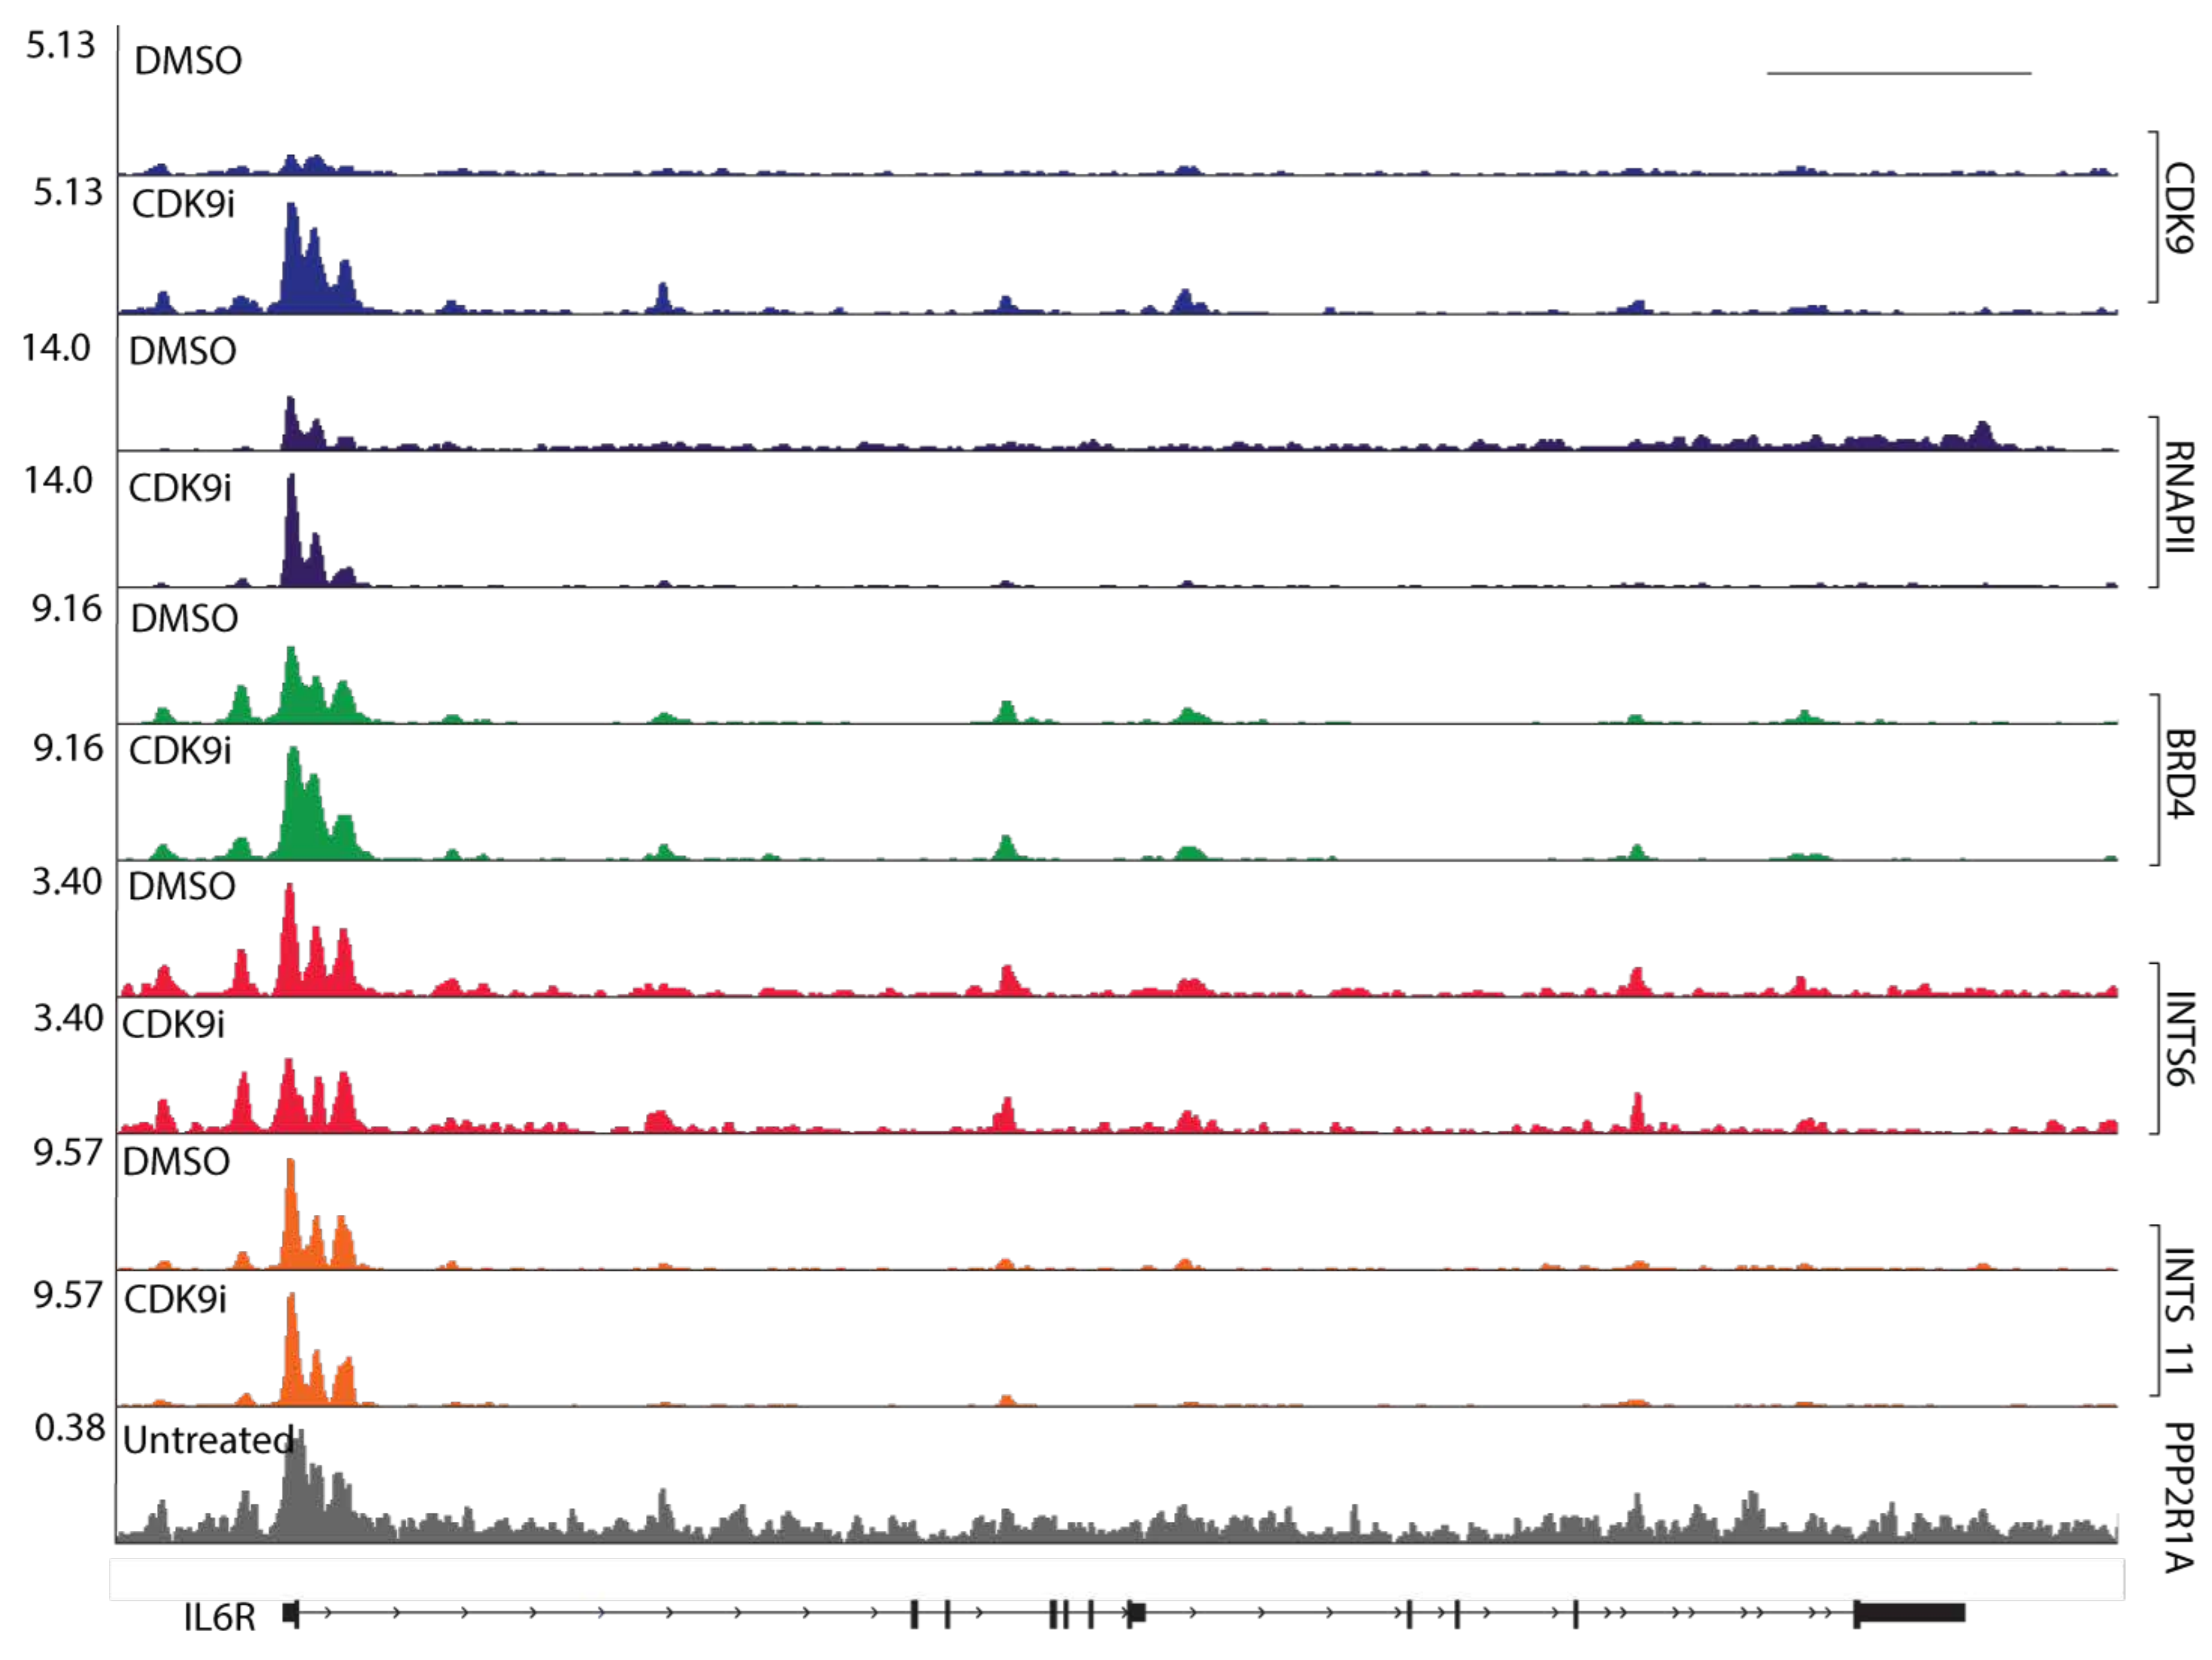 5.13 DMSO
5.13 CDK9i
CDK9
14.0 DMSO
14.0 CDK9i
RNAPII
9.16 DMSO
9.16 CDK9i
BRD4
3.40 DMSO
3.40 CDK9i
INTS6
9.57 DMSO
9.57 CDK9i
INTS 11
0.38 Untreated
PPP2R1A
IL6R